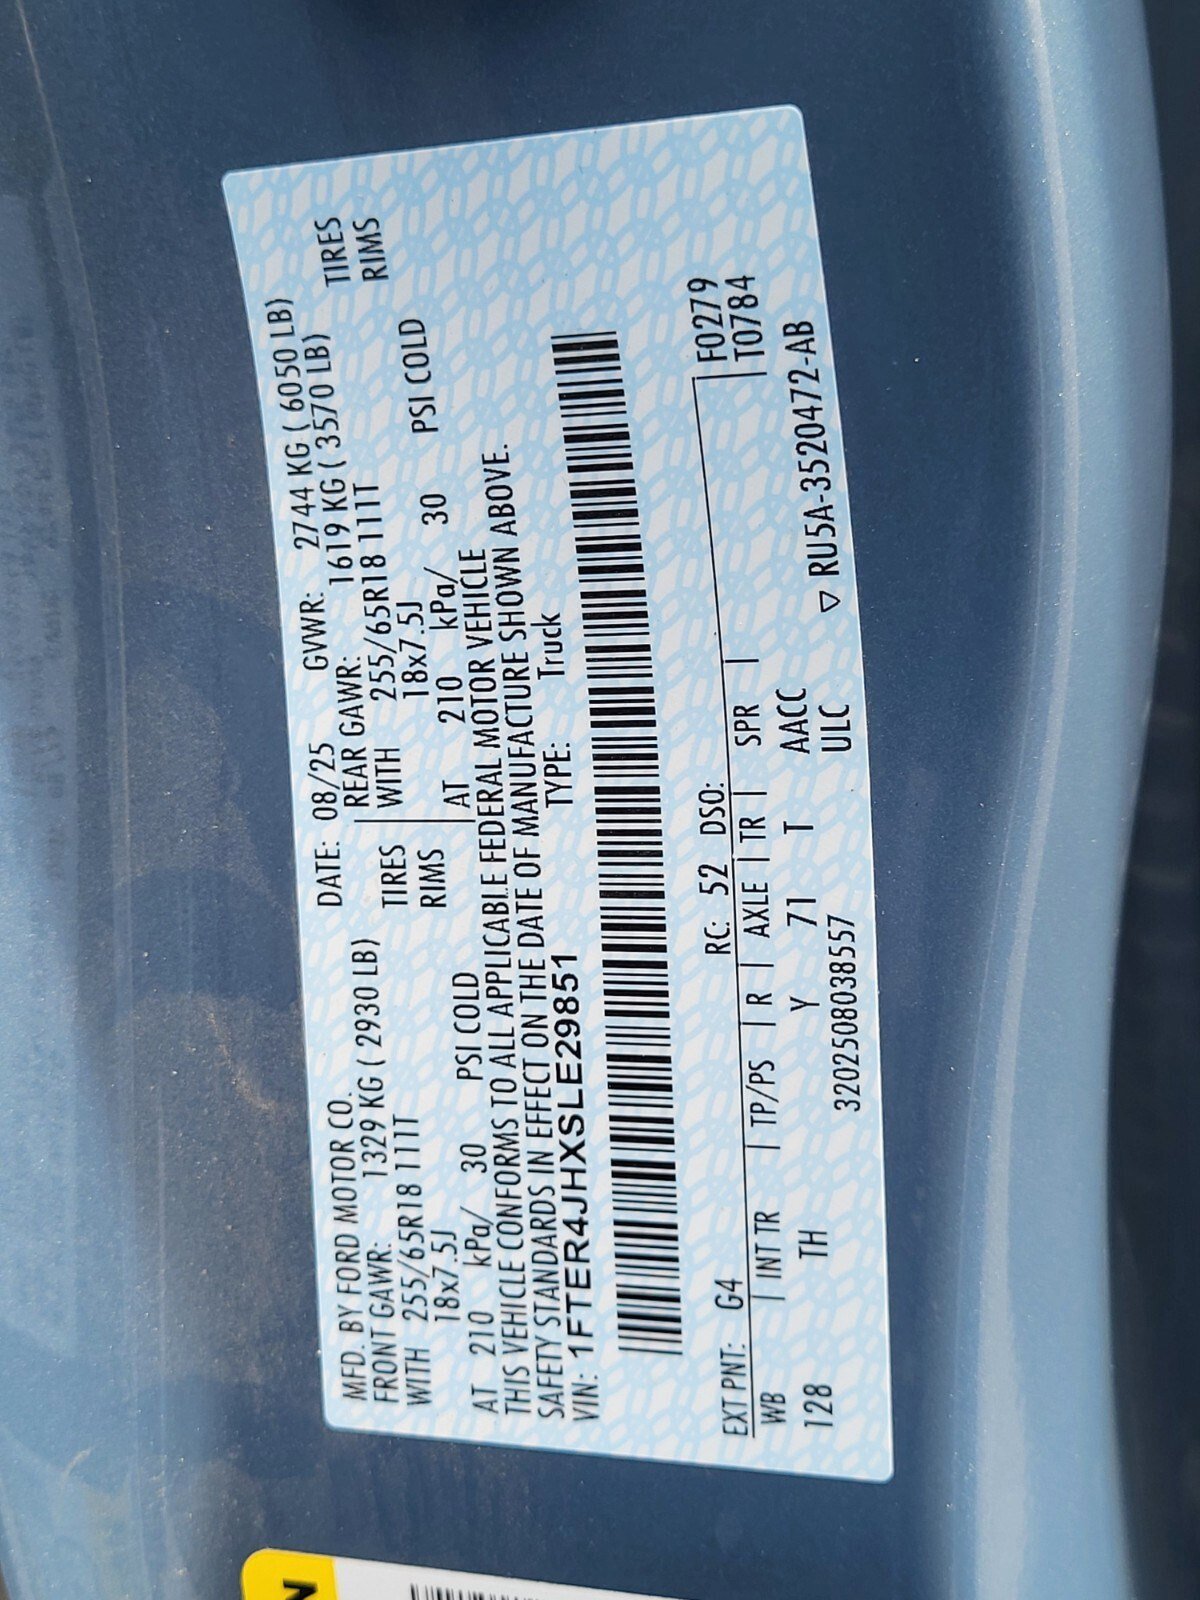 MFD. BY FORD MOTOR CO. DATE: 08/25 GVWR: 2744 KG ( 6050 LB)
FRONT GAWR: 1329 KG ( 2930 LB) REAR GAWR: 1619 KG ( 3570 LB)
WITH 255/65R18 111T TIRES WITH 255/65R18 111T TIRES
18x7.5J RIMS 18x7.5J RIMS
AT 210 kPa/ 30 PSI COLD AT 210 kPa/ 30 PSI COLD
THIS VEHICLE CONFORMS TO ALL APPLICABLE FEDERAL MOTOR VEHICLE
SAFETY STANDARDS IN EFFECT ON THE DATE OF MANUFACTURE SHOWN ABOVE.
VIN: 1FTER4JHXSLE29851 TYPE: Truck
EXT PNT: G4 RC: 52 DSO: F0279
WB | INT TR | TP/PS | R | AXLE | TR | SPR | T0784
128 TH Y 71 T AACC
3202508038557 ULC ▽ RU5A-3520472-AB
N